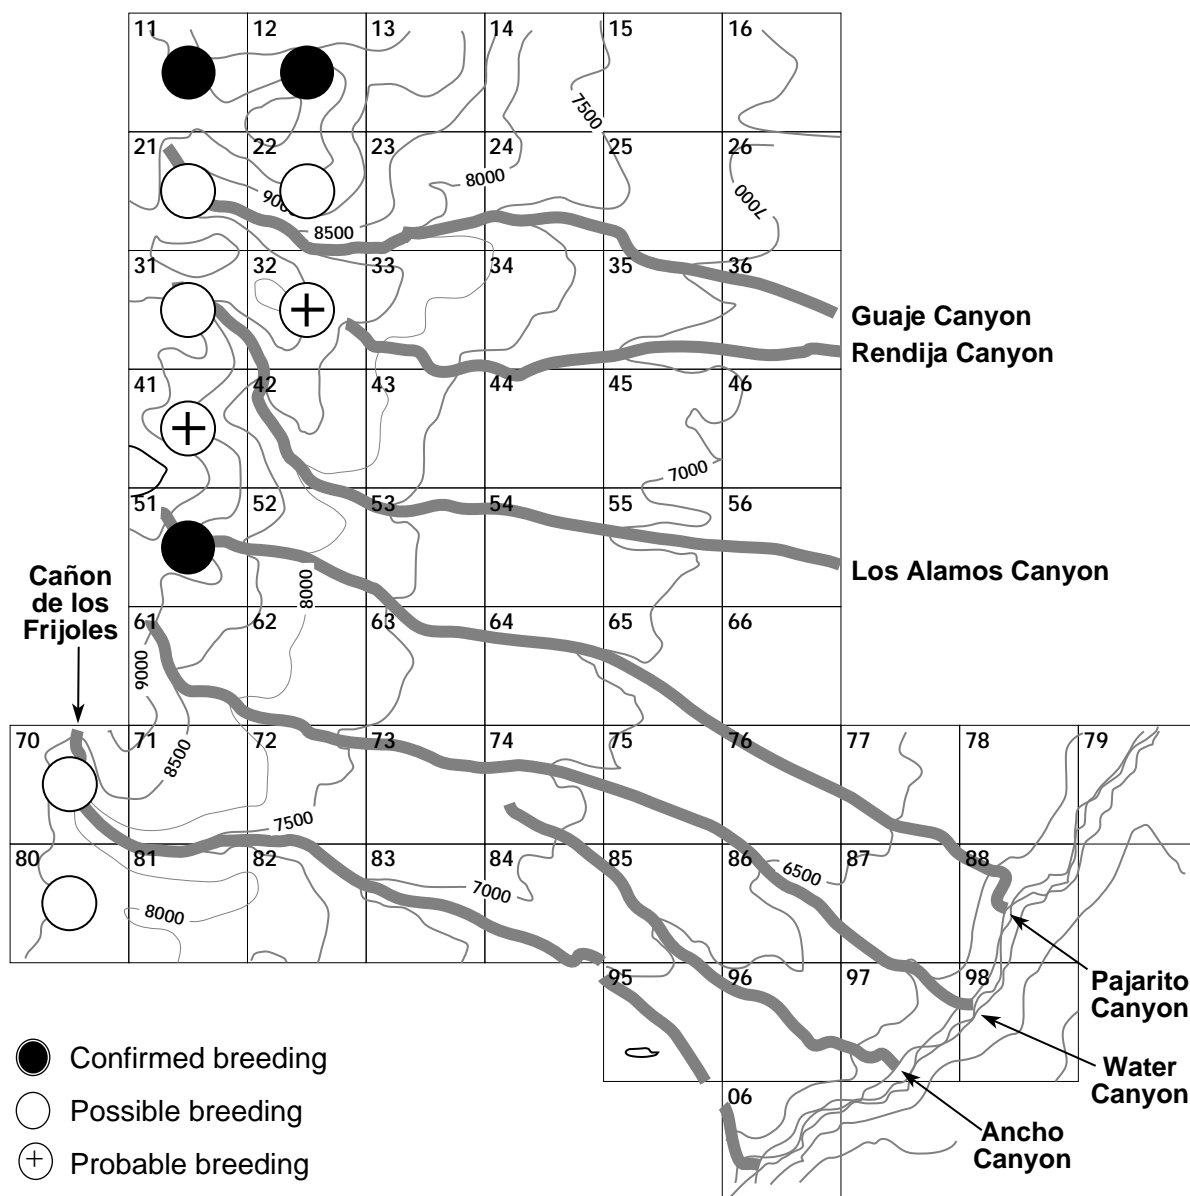 11 12 13 14 15 16
7500
21 22 23 24 25 26
8000
7000
8500
31 32 33 34 35 36
Guaje Canyon
Rendija Canyon
41 42 43 44 45 46
7000
51 52 53 54 55 56
Los Alamos Canyon
Cañon
de los
Frijoles
8000
61 62 63 64 65 66
9000
70 71 72 73 74 75 76 77 78 79
8500
7500
80 81 82 83 84 85 86 87 88
7000
6500
8000
95 96 97 98
Pajarito
Canyon
Water
Canyon
06
Ancho
Canyon
Confirmed breeding
Possible breeding
Probable breeding